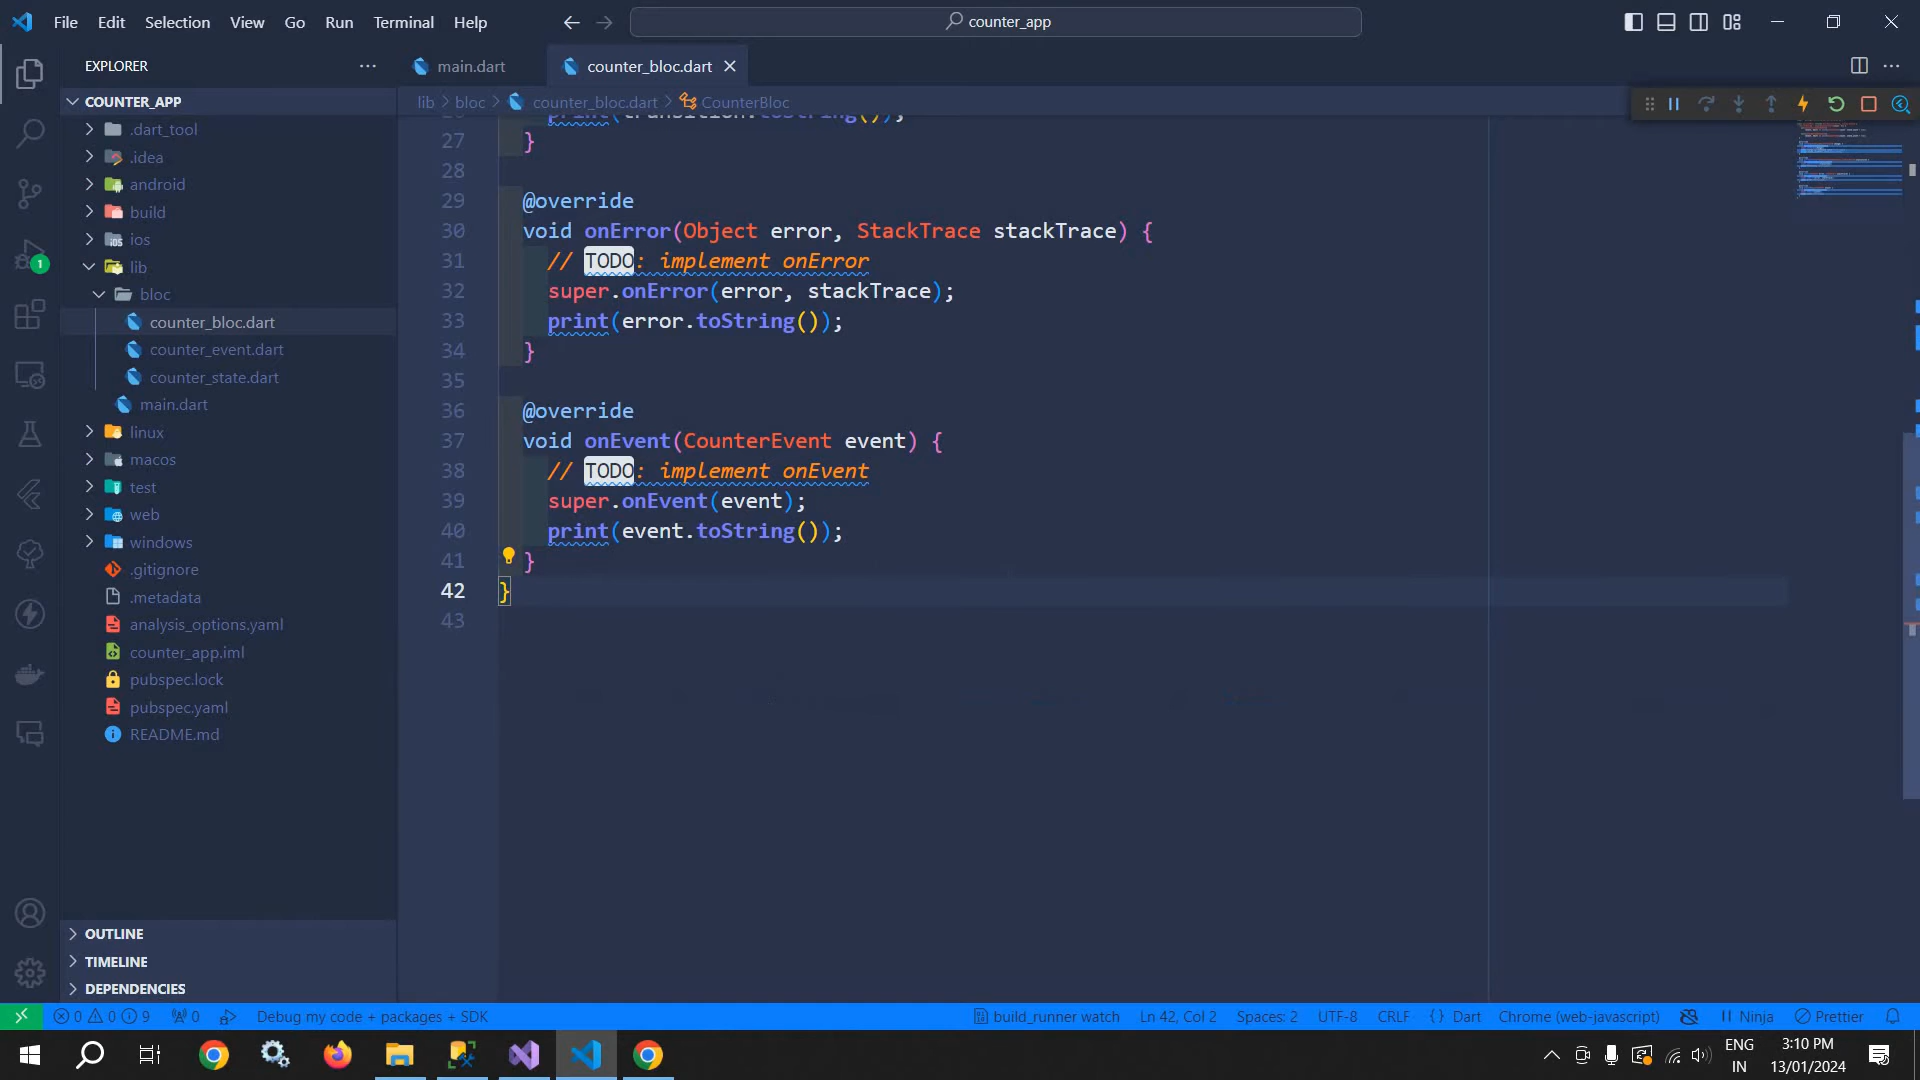 File Edit Selection View Go Run Terminal Help
counter_app
EXPLORER
main.dart
counter_bloc.dart
COUNTER_APP
lib > bloc > counter_bloc.dart > CounterBloc
.dart_tool
.idea
android
build
ios
lib
bloc
counter_bloc.dart
counter_event.dart
counter_state.dart
main.dart
linux
macos
test
web
windows
.gitignore
.metadata
analysis_options.yaml
counter_app.iml
pubspec.lock
pubspec.yaml
README.md
OUTLINE
TIMELINE
DEPENDENCIES
print(transition.toString());
27 }
28
29 @override
30 void onError(Object error, StackTrace stackTrace) {
31 // TODO: implement onError
32 super.onError(error, stackTrace);
33 print(error.toString());
34 }
35
36 @override
37 void onEvent(CounterEvent event) {
38 // TODO: implement onEvent
39 super.onEvent(event);
40 print(event.toString());
41 }
42 }
43
1
0 0 9 0 Debug my code + packages + SDK
build_runner watch Ln 42, Col 2 Spaces: 2 UTF-8 CRLF {} Dart Chrome (web-javascript) Ninja Prettier
ENG
IN
3:10 PM
13/01/2024